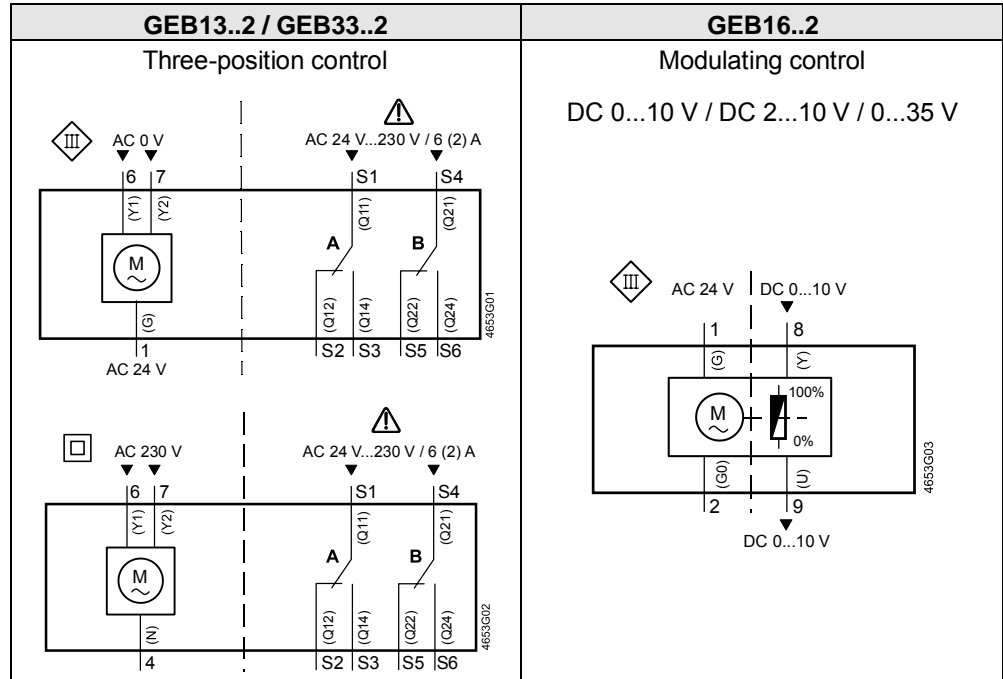 GEB13..2 / GEB33..2
Three-position control
III
AC 0 V
AC 24 V...230 V / 6 (2) A
6 7
S1
S4
(Y1)
(Y2)
(Q11)
(Q21)
A
B
M
(Q12)
(Q14)
(Q22)
(Q24)
(G)
4653G01
1
S2 S3 S5 S6
AC 24 V
AC 230 V
AC 24 V...230 V / 6 (2) A
6 7
S1
S4
(Y1)
(Y2)
(Q11)
(Q21)
A
B
M
(Q12)
(Q14)
(Q22)
(Q24)
(N)
4653G02
4
S2 S3 S5 S6
GEB16..2
Modulating control
DC 0...10 V / DC 2...10 V / 0...35 V
III
AC 24 V
DC 0...10 V
1
8
(G)
(Y)
100%
M
0%
(G0)
(U)
4653G03
2
9
DC 0...10 V